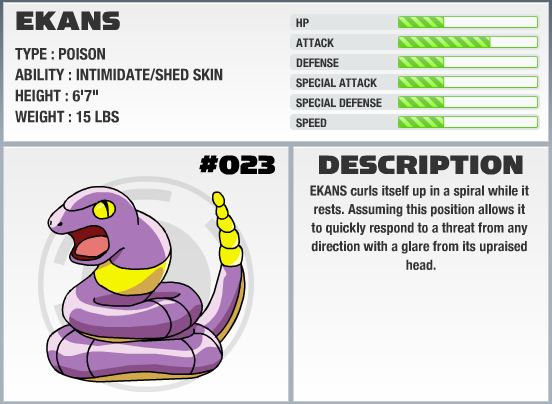 EKANS
TYPE : POISON
ABILITY : INTIMIDATE/SHED SKIN
HEIGHT : 6'7"
WEIGHT : 15 LBS
HP
ATTACK
DEFENSE
SPECIAL ATTACK
SPECIAL DEFENSE
SPEED
#023
DESCRIPTION
EKANS curls itself up in a spiral while it
rests. Assuming this position allows it
to quickly respond to a threat from any
direction with a glare from its upraised
head.